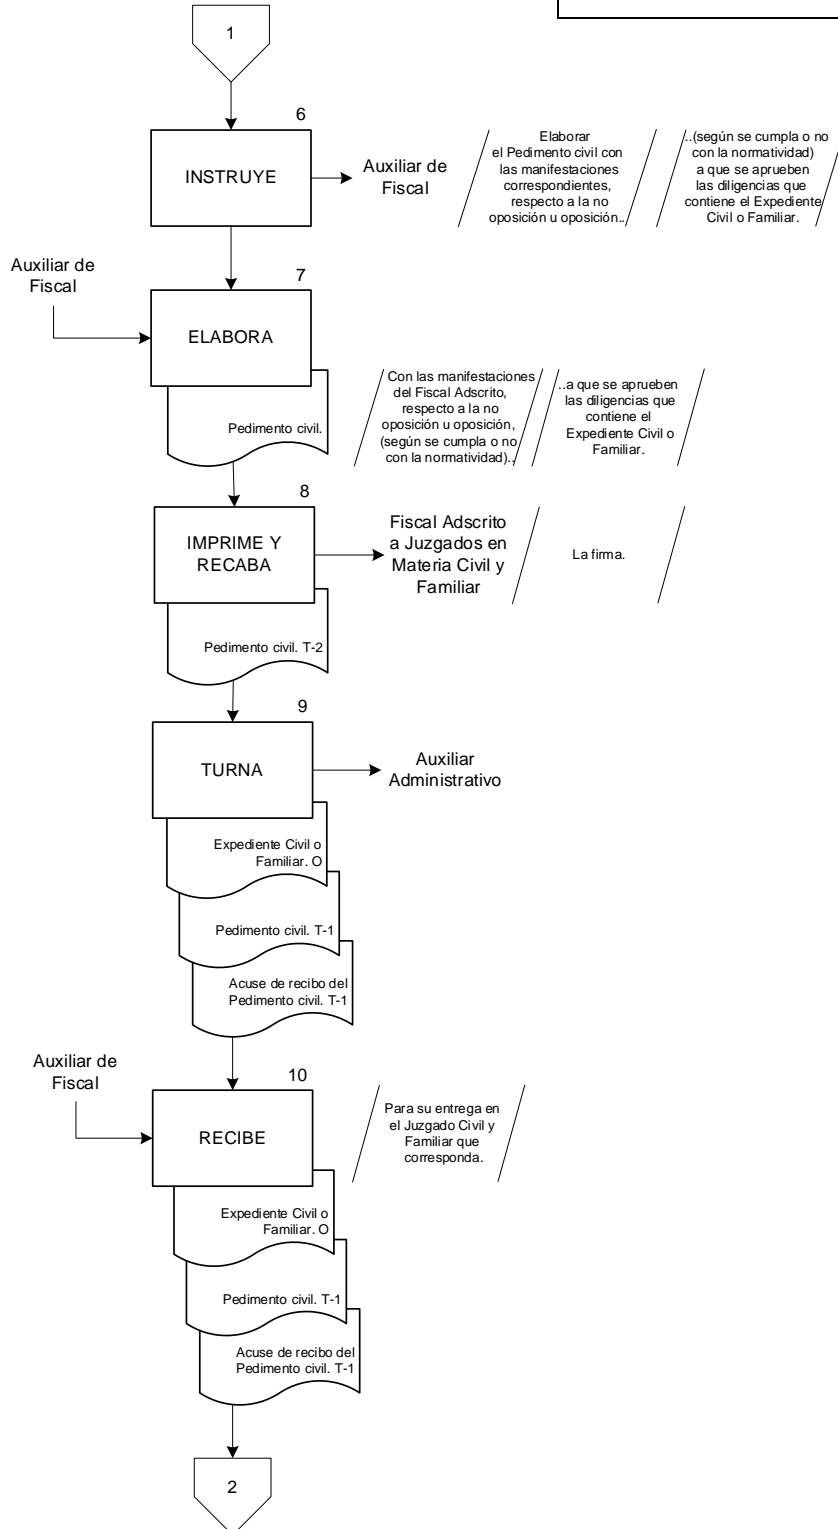 1
6
INSTRUYE
Auxiliar de
Fiscal
Elaborar
el Pedimento civil con
las manifestaciones
correspondientes,
respecto a la no
oposición u oposición..
..(según se cumpla o no
con la normatividad)
a que se aprueben
las diligencias que
contiene el Expediente
Civil o Familiar.
Auxiliar de
Fiscal
7
ELABORA
Pedimento civil.
Con las manifestaciones
del Fiscal Adscrito,
respecto a la no
oposición u oposición,
(según se cumpla o no
con la normatividad)..
..a que se aprueben
las diligencias que
contiene el
Expediente Civil o
Familiar.
8
IMPRIME Y
RECABA
Fiscal Adscrito
a Juzgados en
Materia Civil y
Familiar
La firma.
Pedimento civil. T-2
9
TURNA
Auxiliar
Administrativo
Expediente Civil o
Familiar. O
Pedimento civil. T-1
Acuse de recibo del
Pedimento civil. T-1
Auxiliar de
Fiscal
10
RECIBE
Para su entrega en
el Juzgado Civil y
Familiar que
corresponda.
Expediente Civil o
Familiar. O
Pedimento civil. T-1
Acuse de recibo del
Pedimento civil. T-1
2